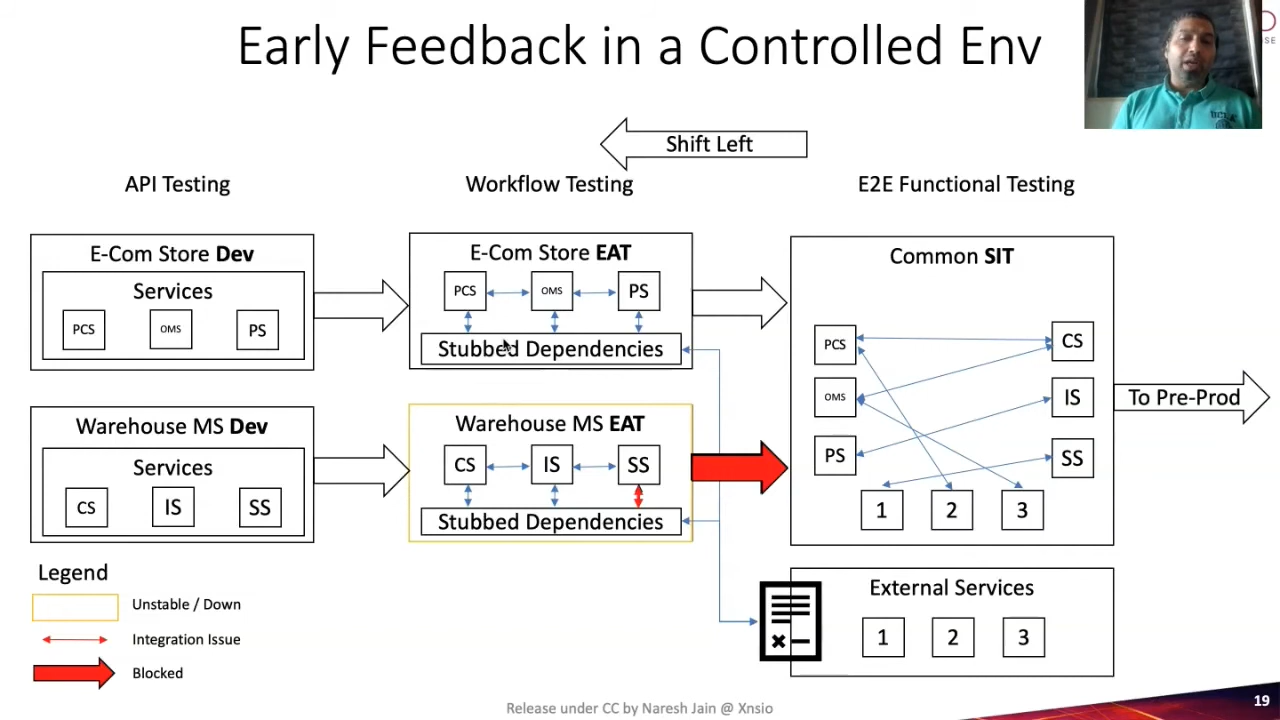 Early Feedback in a Controlled Env
Shift Left
API Testing
Workflow Testing
E2E Functional Testing
E-Com Store Dev
Services
PCS
OMS
PS
E-Com Store EAT
PCS
OMS
PS
Stubbed Dependencies
Common SIT
PCS
CS
OMS
IS
PS
SS
1
2
3
To Pre-Prod
Warehouse MS Dev
Services
CS
IS
SS
Warehouse MS EAT
CS
IS
SS
Stubbed Dependencies
Legend
Unstable / Down
Integration Issue
Blocked
External Services
1
2
3
Release under CC by Naresh Jain @ Xnsio
19